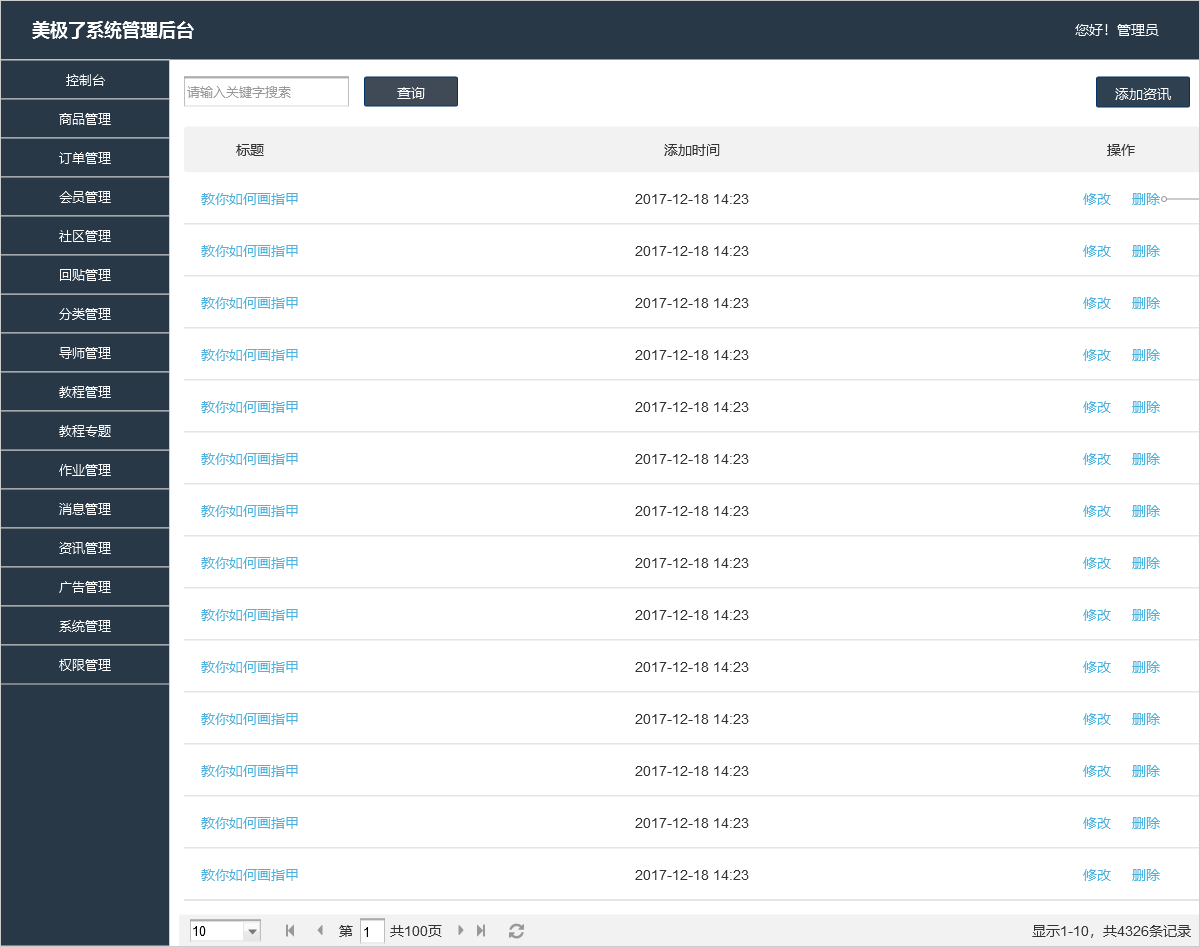 美极了系统管理后台 您好！管理员
控制台
商品管理
订单管理
会员管理
社区管理
回贴管理
分类管理
导师管理
教程管理
教程专题
作业管理
消息管理
资讯管理
广告管理
系统管理
权限管理
请输入关键字搜索 查询 添加资讯
标题 添加时间 操作
教你如何画指甲 2017-12-18 14:23 修改 删除
教你如何画指甲 2017-12-18 14:23 修改 删除
教你如何画指甲 2017-12-18 14:23 修改 删除
教你如何画指甲 2017-12-18 14:23 修改 删除
教你如何画指甲 2017-12-18 14:23 修改 删除
教你如何画指甲 2017-12-18 14:23 修改 删除
教你如何画指甲 2017-12-18 14:23 修改 删除
教你如何画指甲 2017-12-18 14:23 修改 删除
教你如何画指甲 2017-12-18 14:23 修改 删除
教你如何画指甲 2017-12-18 14:23 修改 删除
教你如何画指甲 2017-12-18 14:23 修改 删除
教你如何画指甲 2017-12-18 14:23 修改 删除
教你如何画指甲 2017-12-18 14:23 修改 删除
教你如何画指甲 2017-12-18 14:23 修改 删除
10 第 1 共100页 显示1-10，共4326条记录